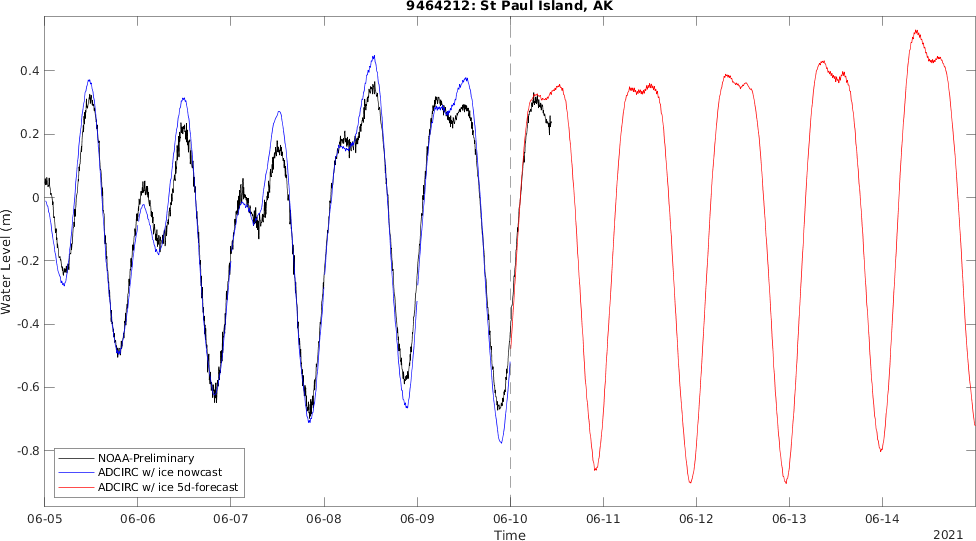 9464212: St Paul Island, AK
Water Level (m)
0.4
0.2
0
-0.2
-0.4
-0.6
-0.8
NOAA-Preliminary
ADCIRC w/ ice nowcast
ADCIRC w/ ice 5d-forecast
06-05 06-06 06-07 06-08 06-09 06-10 06-11 06-12 06-13 06-14
Time
2021